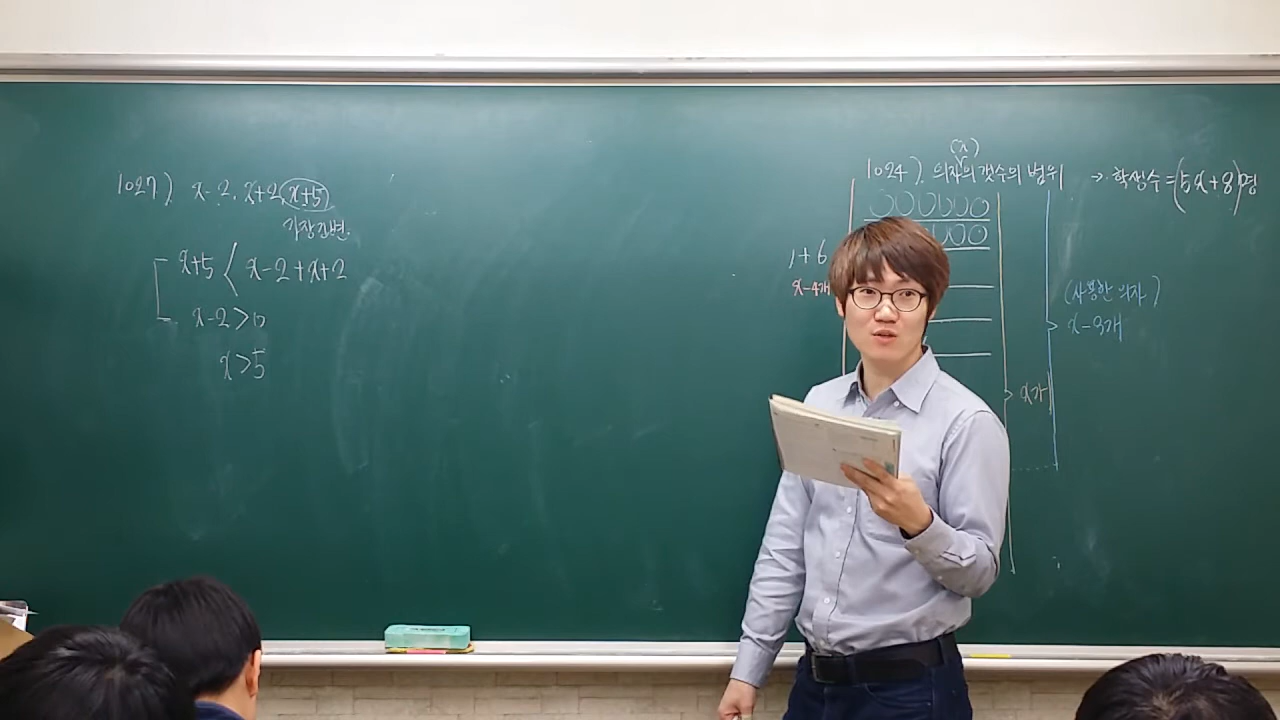 1027). x-2, x+2, x+5
가장 긴변.
x+5 < x-2+x+2
x-2>0
x>5
(x)
1024). 의자의 갯수의 범위 → 학생수=(5x+8)명
1+6
x-4개
(사용한 의자)
x-3개
x개